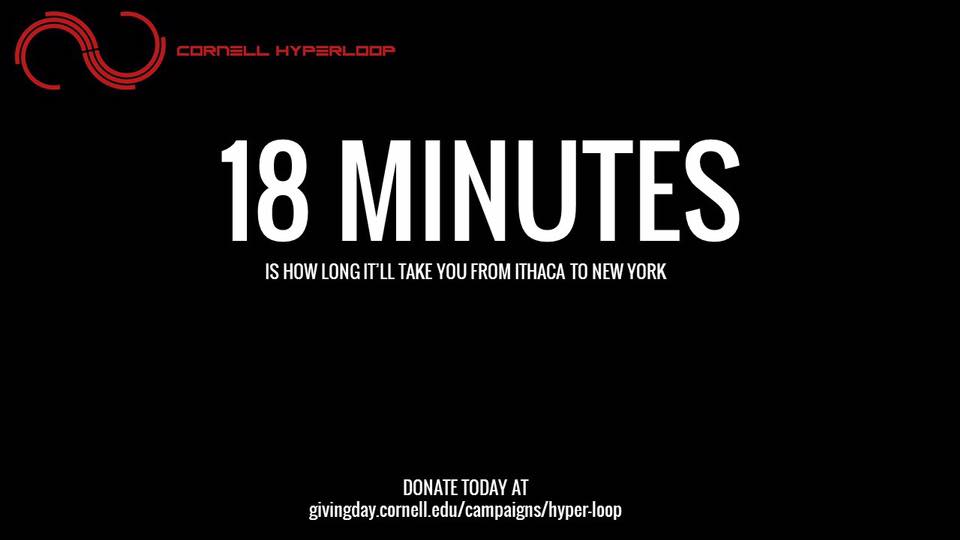 CORNELL HYPERLOOP
18 MINUTES
IS HOW LONG IT'LL TAKE YOU FROM ITHACA TO NEW YORK
DONATE TODAY AT
givingday.cornell.edu/campaigns/hyper-loop